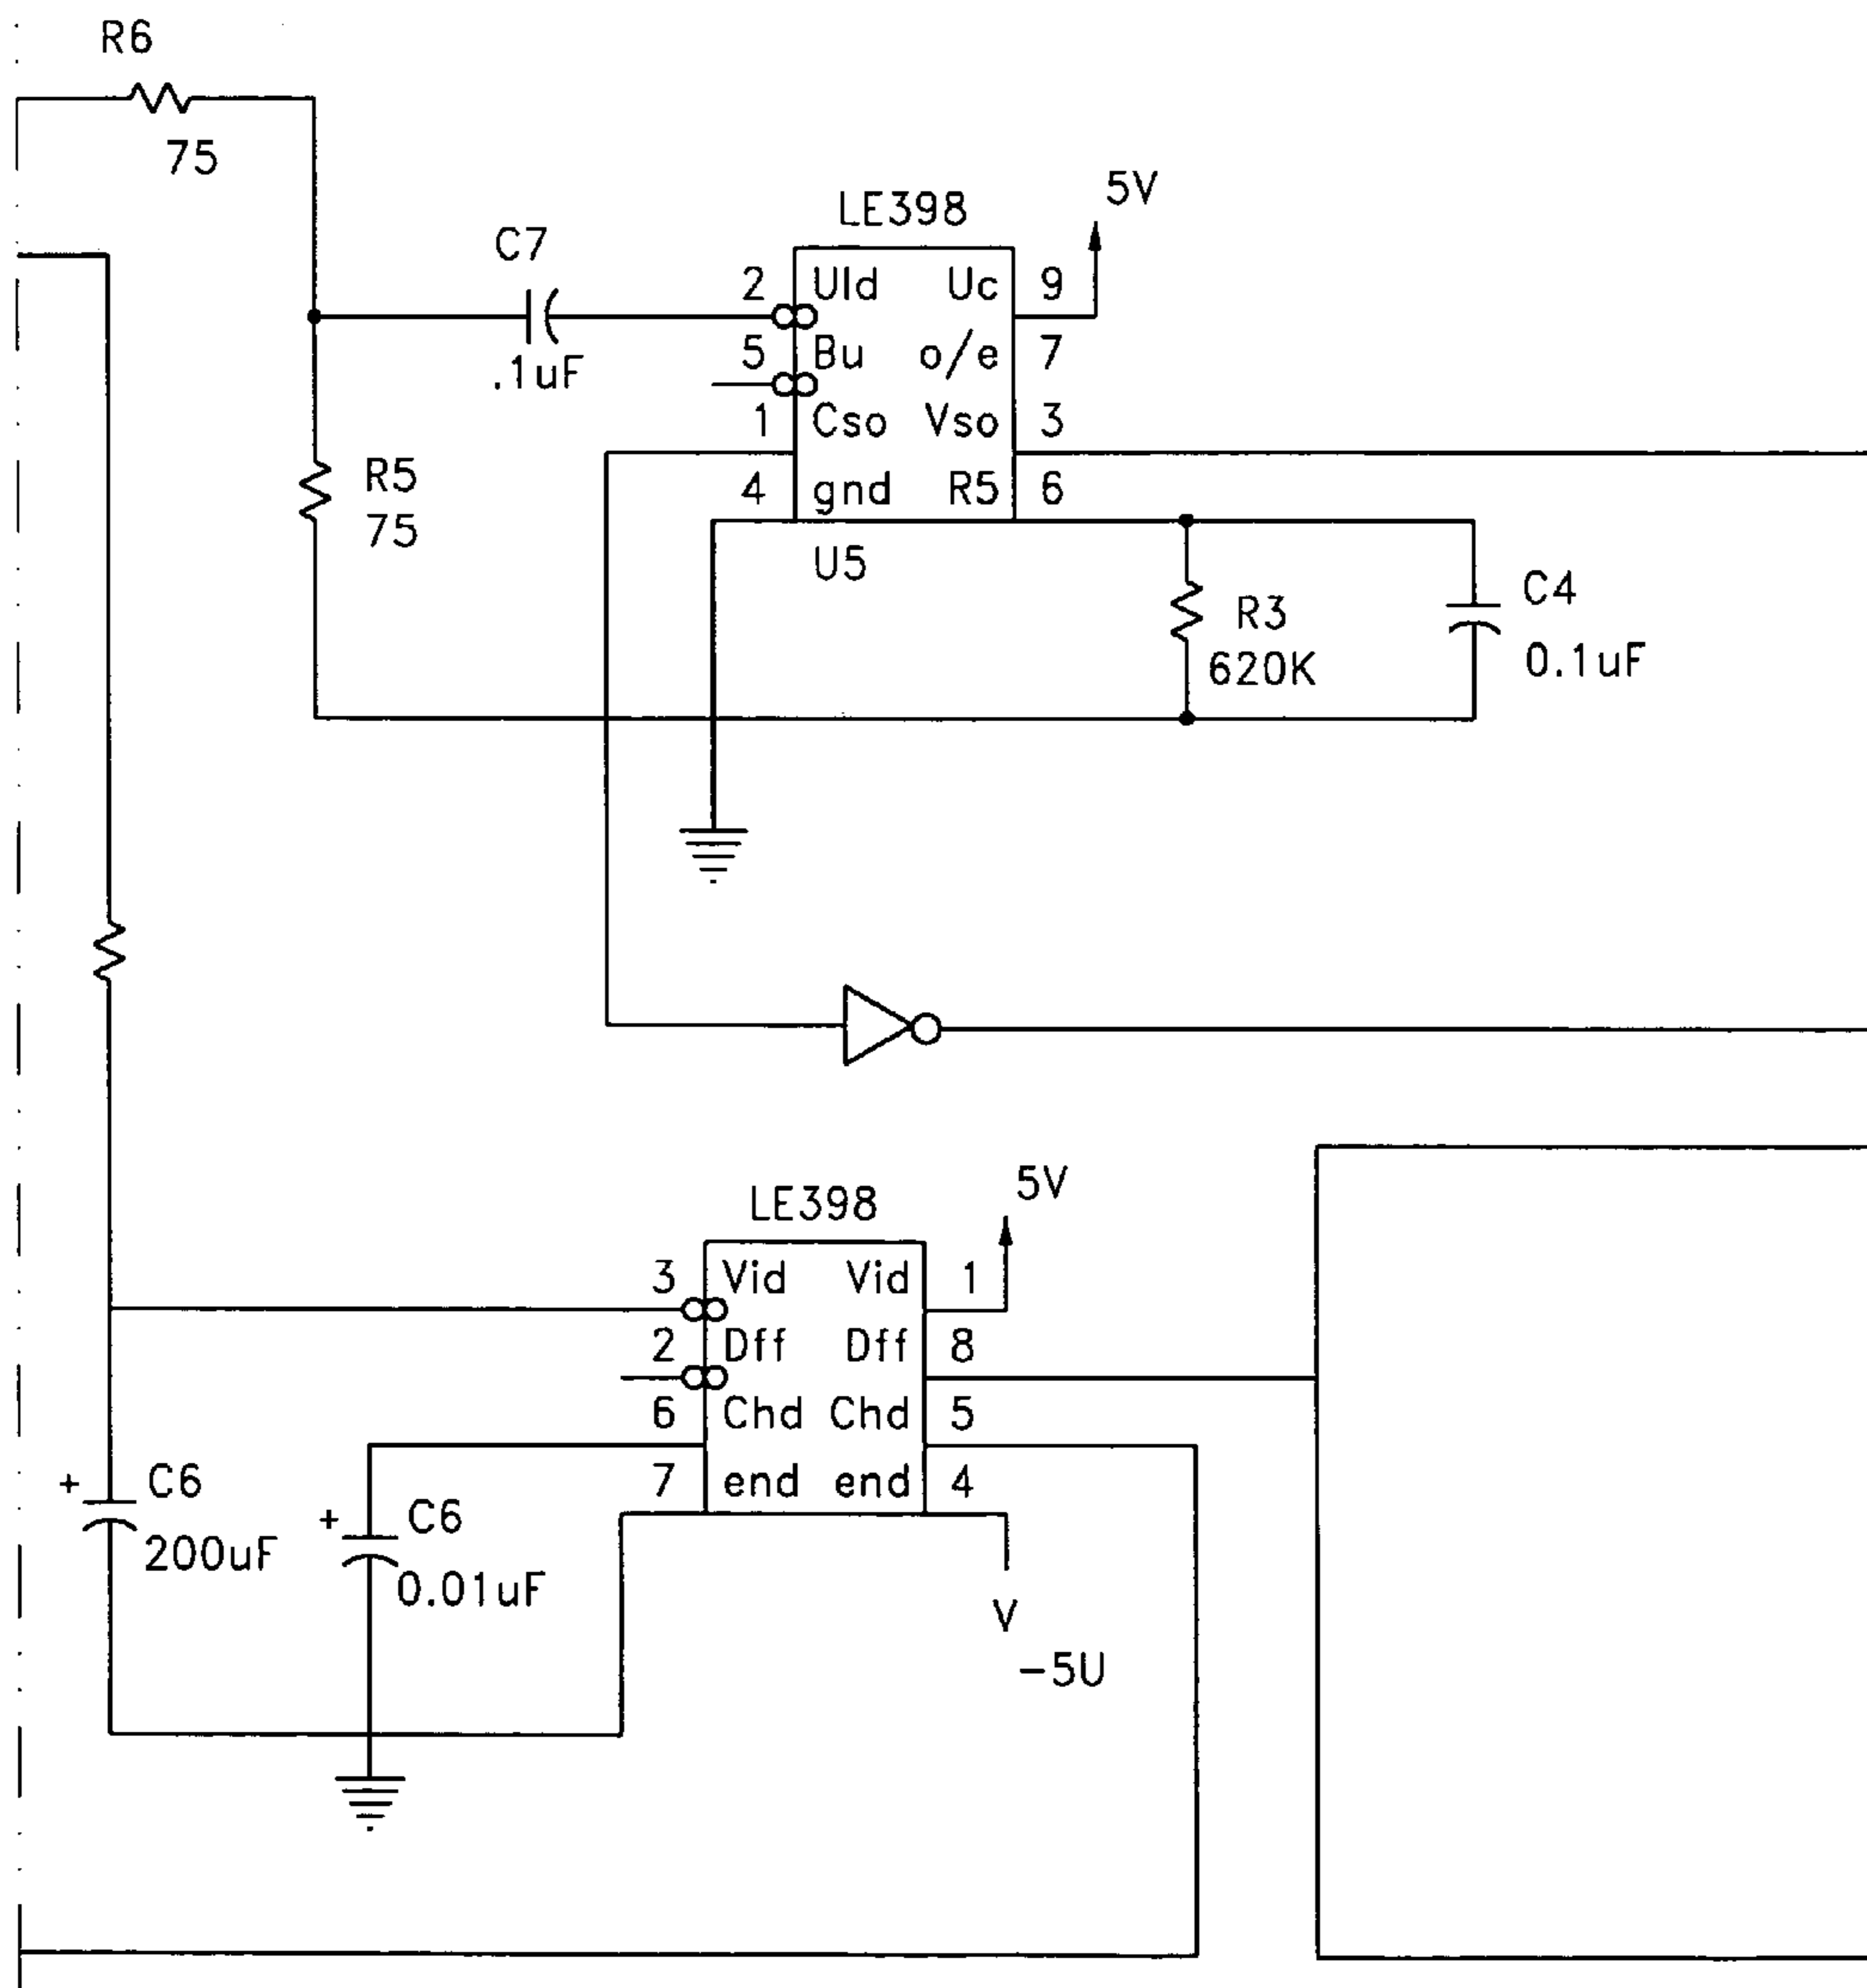 R6
75
5V
LE398
C7
2 UId Uc 9
.1uF
5 Bu o/e 7
1 Cso Vso 3
R5
75
4 gnd R5 6
U5
C4
0.1uF
R3
620K
5V
LE398
3 Vid Vid 1
2 Dff Dff 8
6 Chd Chd 5
7 end end 4
+ C6
200uF
+ C6
0.01uF
V
-5U